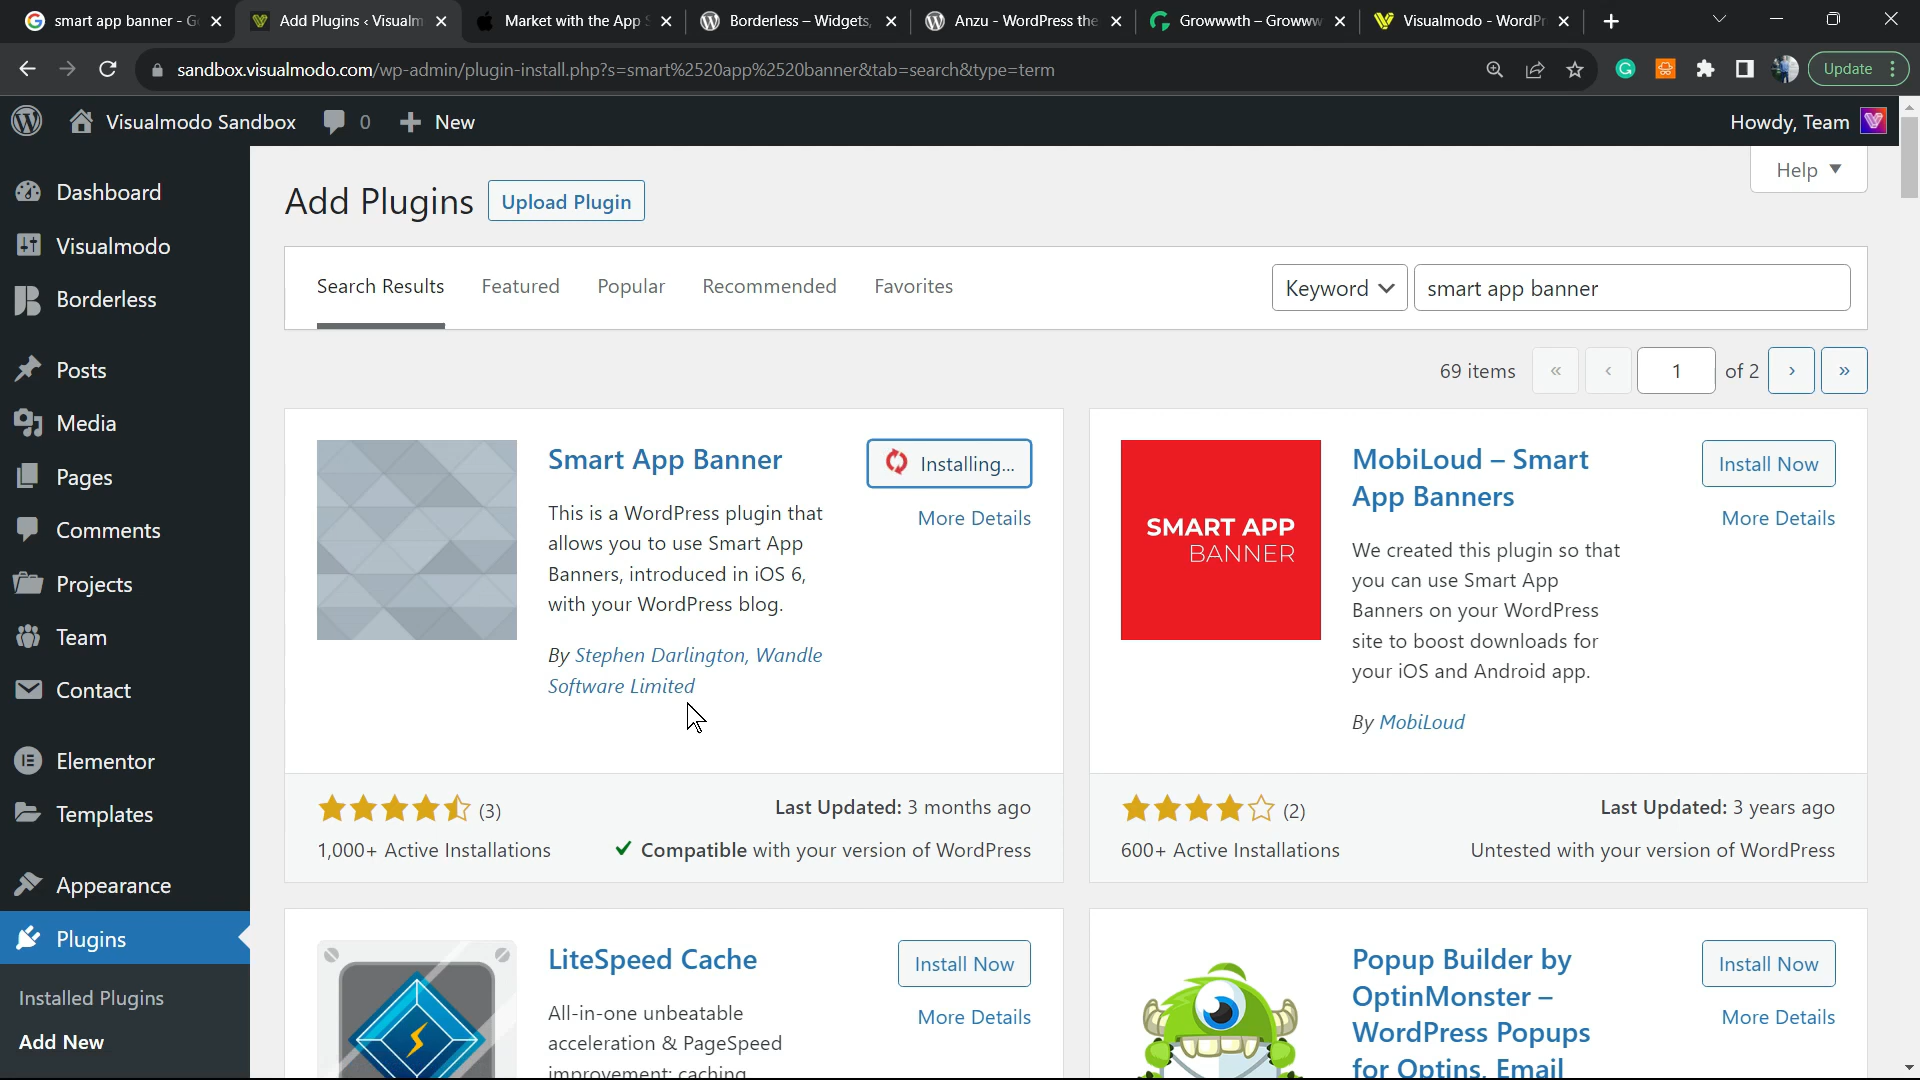 smart app banner - G
Add Plugins ‹ Visualm
Market with the App S
Borderless – Widgets,
Anzu - WordPress the
Growwwth – Growww
Visualmodo - WordPr
sandbox.visualmodo.com/wp-admin/plugin-install.php?s=smart%2520app%2520banner&tab=search&type=term
Update
Visualmodo Sandbox
0
New
Howdy, Team
Help
Dashboard
Visualmodo
Borderless
Posts
Media
Pages
Comments
Projects
Team
Contact
Elementor
Templates
Appearance
Plugins
Installed Plugins
Add New
Add Plugins
Upload Plugin
Search Results
Featured
Popular
Recommended
Favorites
Keyword
smart app banner
69 items
«
‹
1
of 2
›
»
Smart App Banner
Installing...
More Details
This is a WordPress plugin that
allows you to use Smart App
Banners, introduced in iOS 6,
with your WordPress blog.
By Stephen Darlington, Wandle
Software Limited
(3)
Last Updated: 3 months ago
1,000+ Active Installations
Compatible with your version of WordPress
SMART APP
BANNER
MobiLoud – Smart
App Banners
Install Now
More Details
We created this plugin so that
you can use Smart App
Banners on your WordPress
site to boost downloads for
your iOS and Android app.
By MobiLoud
(2)
Last Updated: 3 years ago
600+ Active Installations
Untested with your version of WordPress
LiteSpeed Cache
Install Now
More Details
All-in-one unbeatable
acceleration & PageSpeed
improvement: caching
Popup Builder by
OptinMonster –
WordPress Popups
for Optins, Email
Install Now
More Details